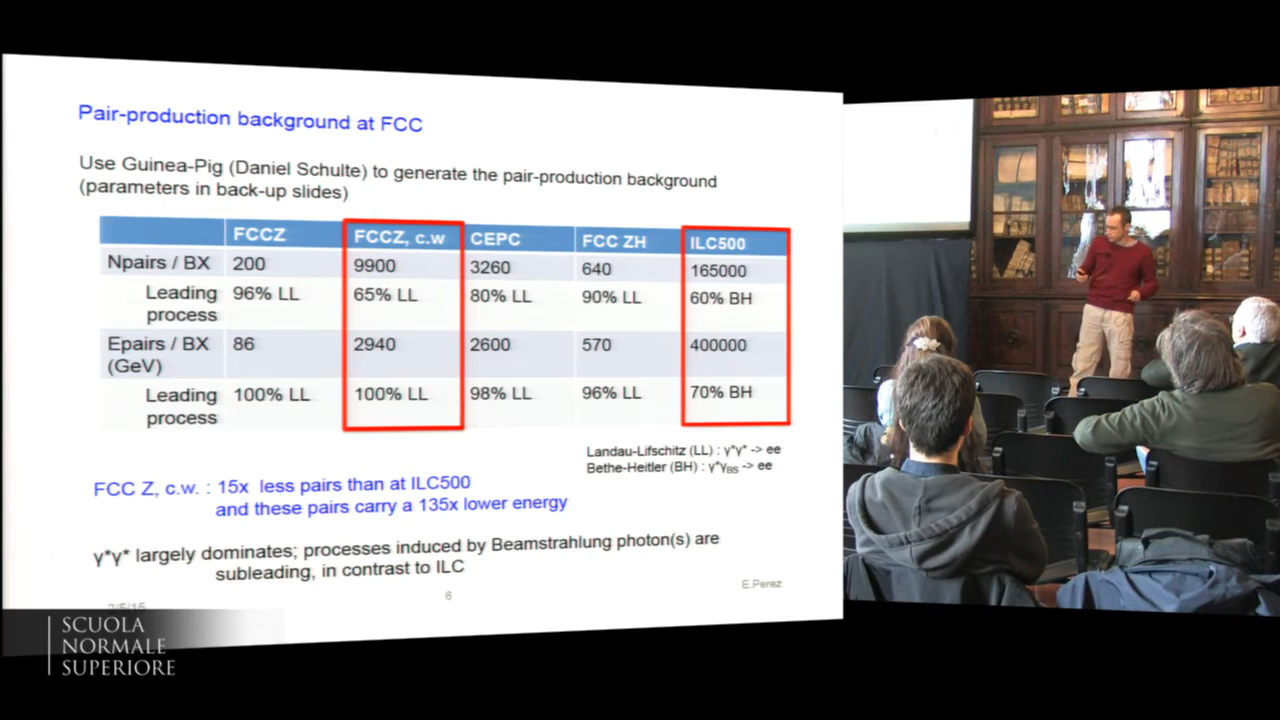 Pair-production background at FCC
Use Guinea-Pig (Daniel Schulte) to generate the pair-production background
(parameters in back-up slides)
FCCZ FCCZ, c.w CEPC FCC ZH ILC500
Npairs / BX 200 9900 3260 640 165000
Leading process 96% LL 65% LL 80% LL 90% LL 60% BH
Epairs / BX (GeV) 86 2940 2600 570 400000
Leading process 100% LL 100% LL 98% LL 96% LL 70% BH
Landau-Lifschitz (LL) : γ*γ* -> ee
Bethe-Heitler (BH) : γ*γBS -> ee
FCC Z, c.w. : 15x less pairs than at ILC500
and these pairs carry a 135x lower energy
γ*γ* largely dominates; processes induced by Beamstrahlung photon(s) are
subleading, in contrast to ILC
E.Perez
6
SCUOLA
NORMALE
SUPERIORE